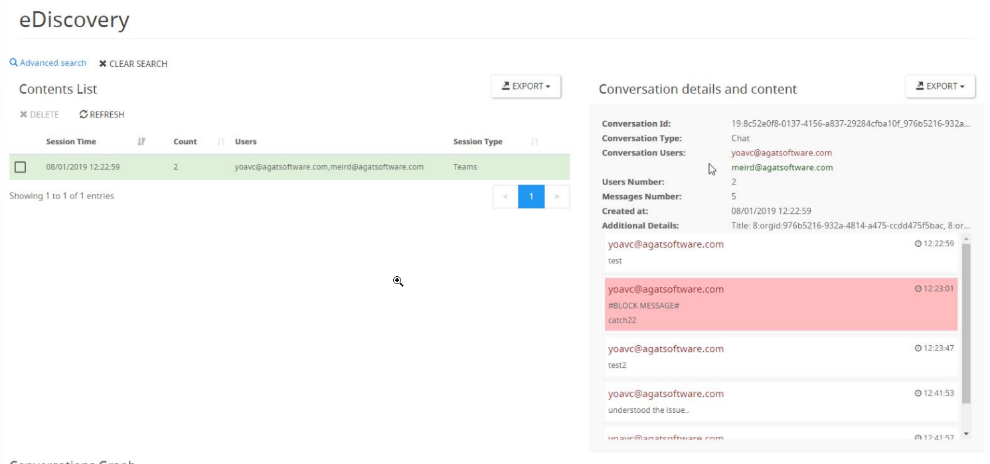 eDiscovery
Advanced search CLEAR SEARCH
Contents List
EXPORT
DELETE REFRESH
Session Time Count Users Session Type
08/01/2019 12:22:59 2 yoavc@agatsoftware.com,meird@agatsoftware.com Teams
Showing 1 to 1 of 1 entries
< 1 >
Conversation details and content
EXPORT
Conversation Id: 19:8c52e0f8-0137-4156-a837-29284cfba10f_976b5216-932a...
Conversation Type: Chat
Conversation Users: yoavc@agatsoftware.com
meird@agatsoftware.com
Users Number: 2
Messages Number: 5
Created at: 08/01/2019 12:22:59
Additional Details: Title: 8:orgid:976b5216-932a-4814-a475-ccdd475f5bac, 8:or...
yoavc@agatsoftware.com 12:22:59
test
yoavc@agatsoftware.com 12:23:01
#BLOCK MESSAGE#
catch22
yoavc@agatsoftware.com 12:23:47
test2
yoavc@agatsoftware.com 12:41:53
understood the issue..
yoavc@agatsoftware.com 12:41:57
Conversations Graph